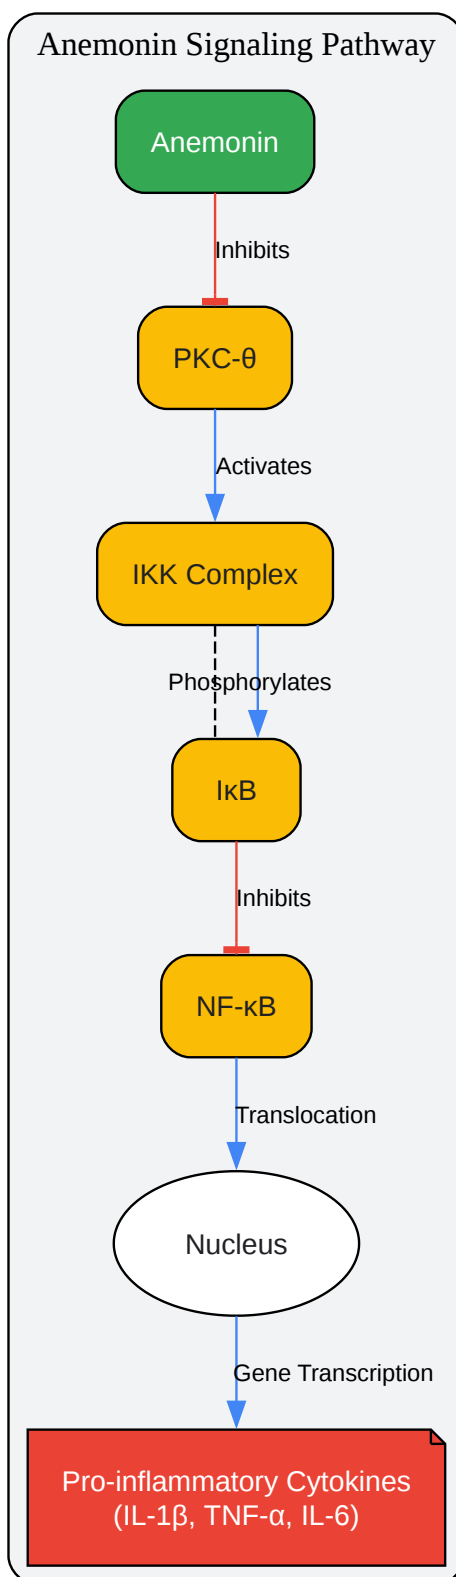 Anemonin Signaling Pathway
Anemonin
Inhibits
PKC-θ
Activates
IKK Complex
Phosphorylates
IκB
Inhibits
NF-κB
Translocation
Nucleus
Gene Transcription
Pro-inflammatory Cytokines
(IL-1β, TNF-α, IL-6)